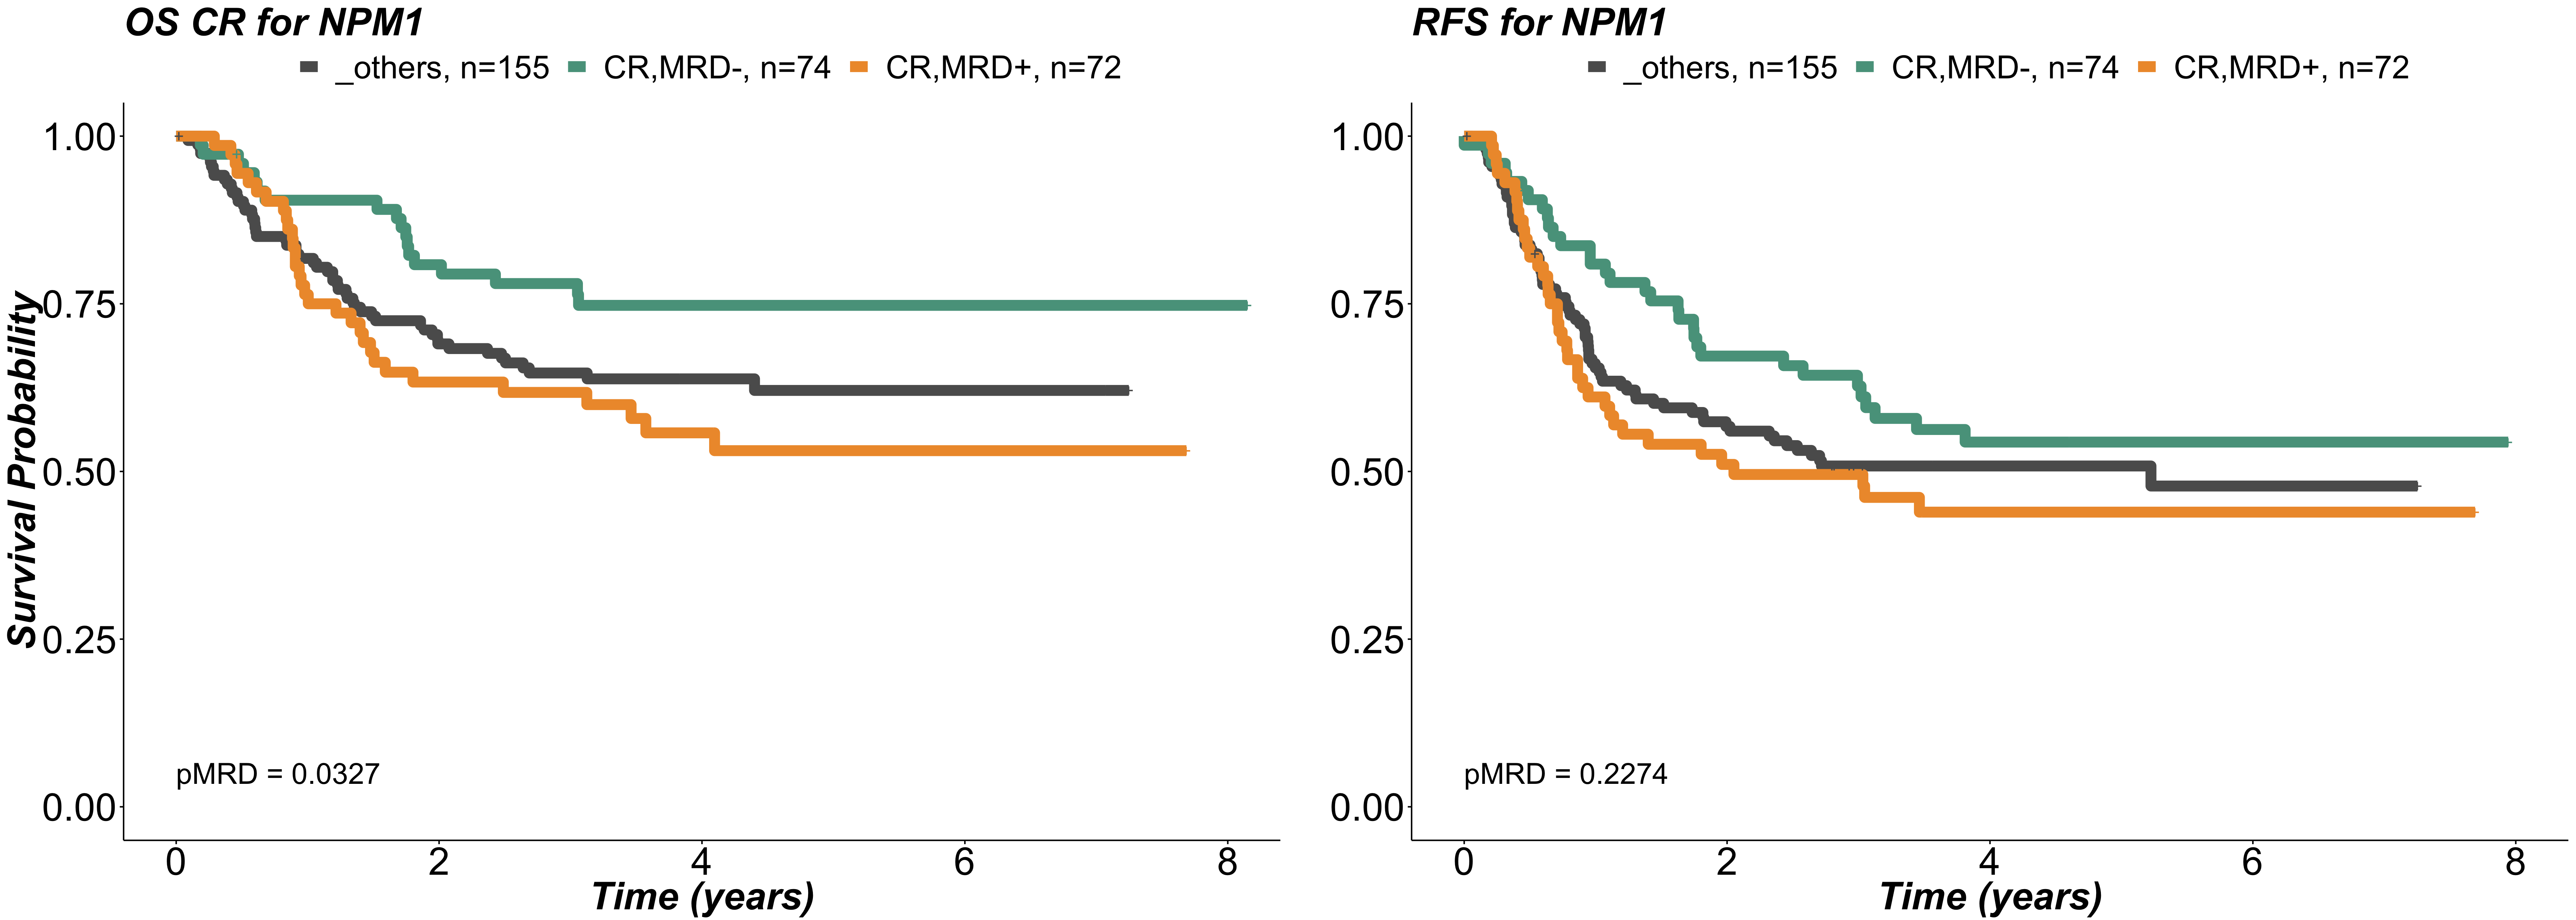 OS CR for NPM1
_others, n=155 CR,MRD-, n=74 CR,MRD+, n=72
Survival Probability
1.00
0.75
0.50
0.25
0.00
pMRD = 0.0327
0 2 4 6 8
Time (years)
RFS for NPM1
_others, n=155 CR,MRD-, n=74 CR,MRD+, n=72
1.00
0.75
0.50
0.25
0.00
pMRD = 0.2274
0 2 4 6 8
Time (years)